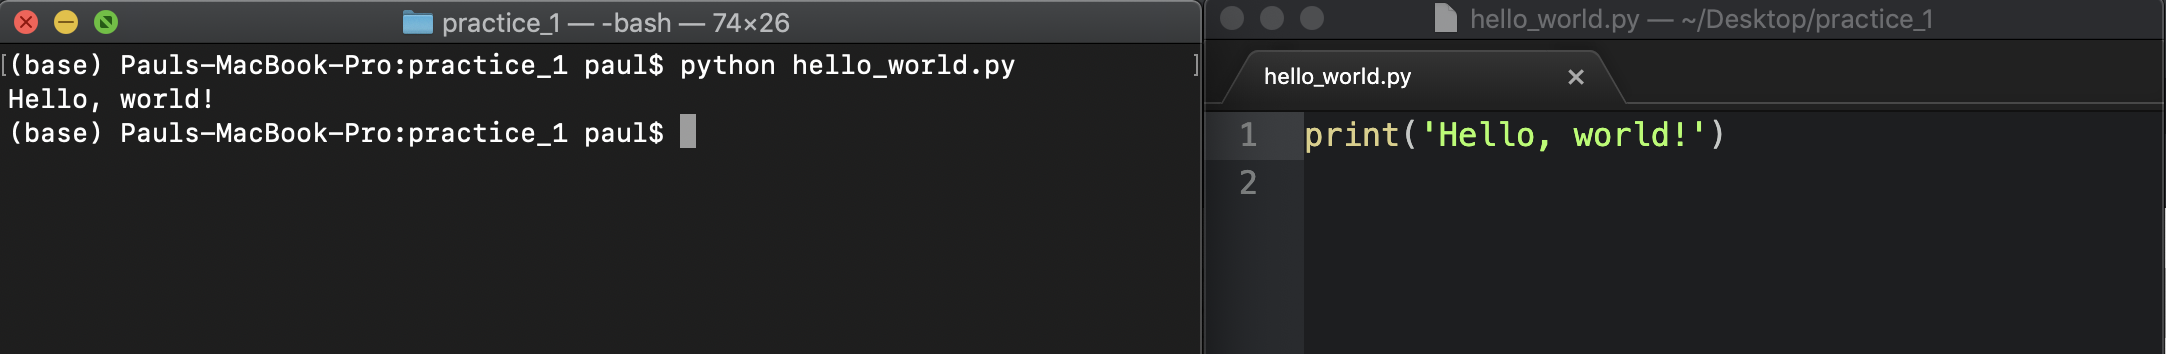 practice_1 — -bash — 74×26
[(base) Pauls-MacBook-Pro:practice_1 paul$ python hello_world.py ]
Hello, world!
(base) Pauls-MacBook-Pro:practice_1 paul$
hello_world.py — ~/Desktop/practice_1
hello_world.py ×
1 print('Hello, world!')
2